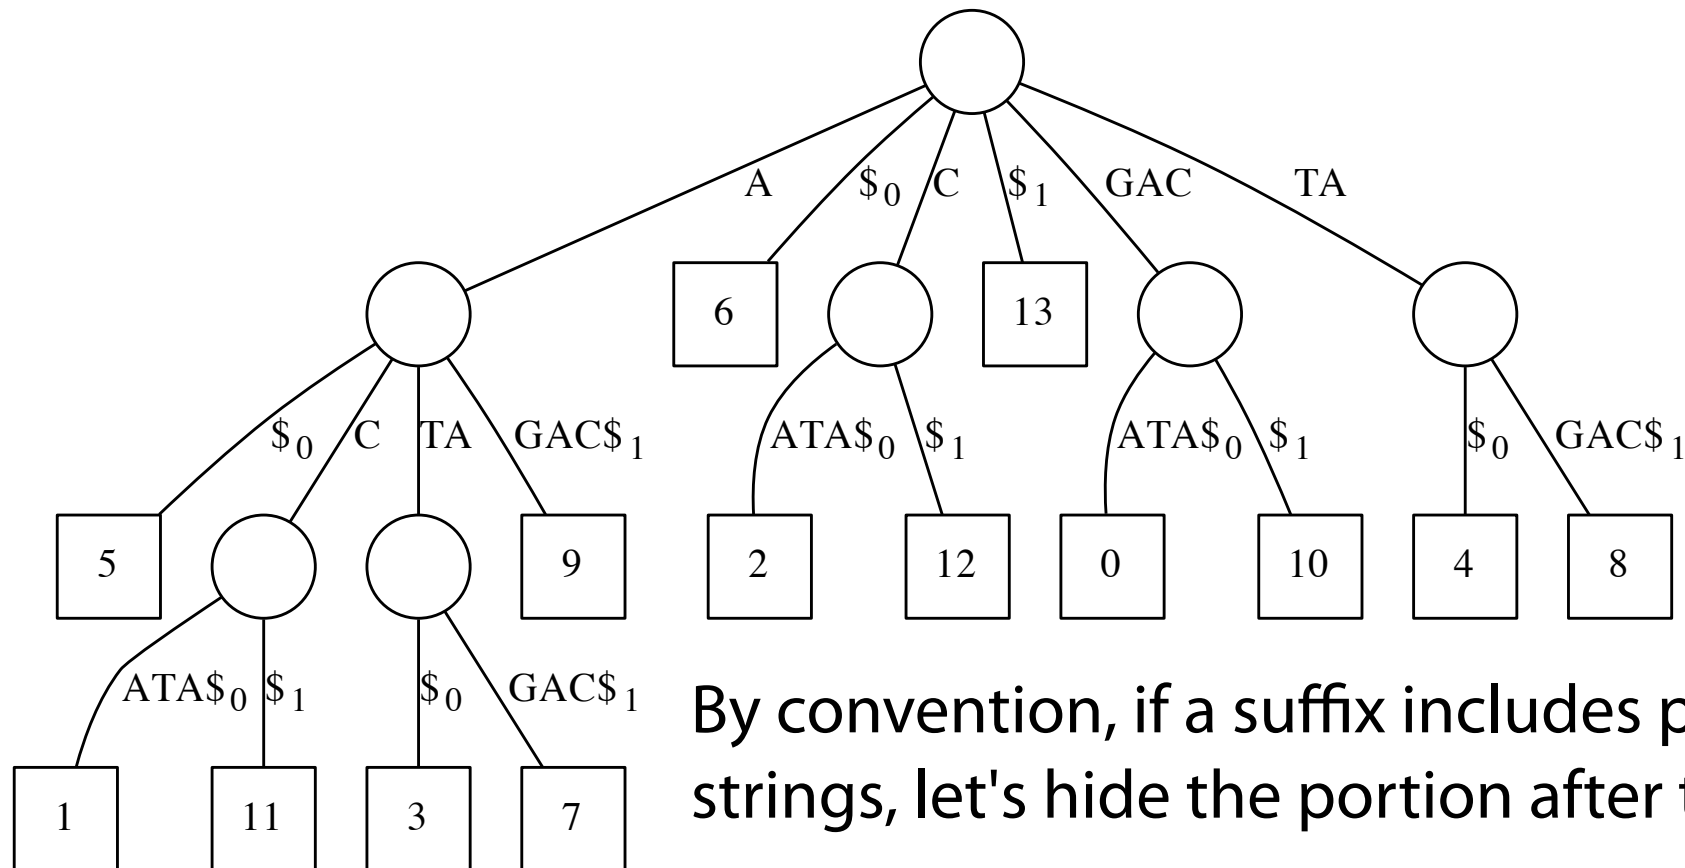 A $0 C $1 GAC TA
6 13
$0 C TA GAC$1 ATA$0 $1 ATA$0 $1 $0 GAC$1
5 9 2 12 0 10 4 8
ATA$0 $1 $0 GAC$1
By convention, if a suffix includes
strings, let's hide the portion after
1 11 3 7